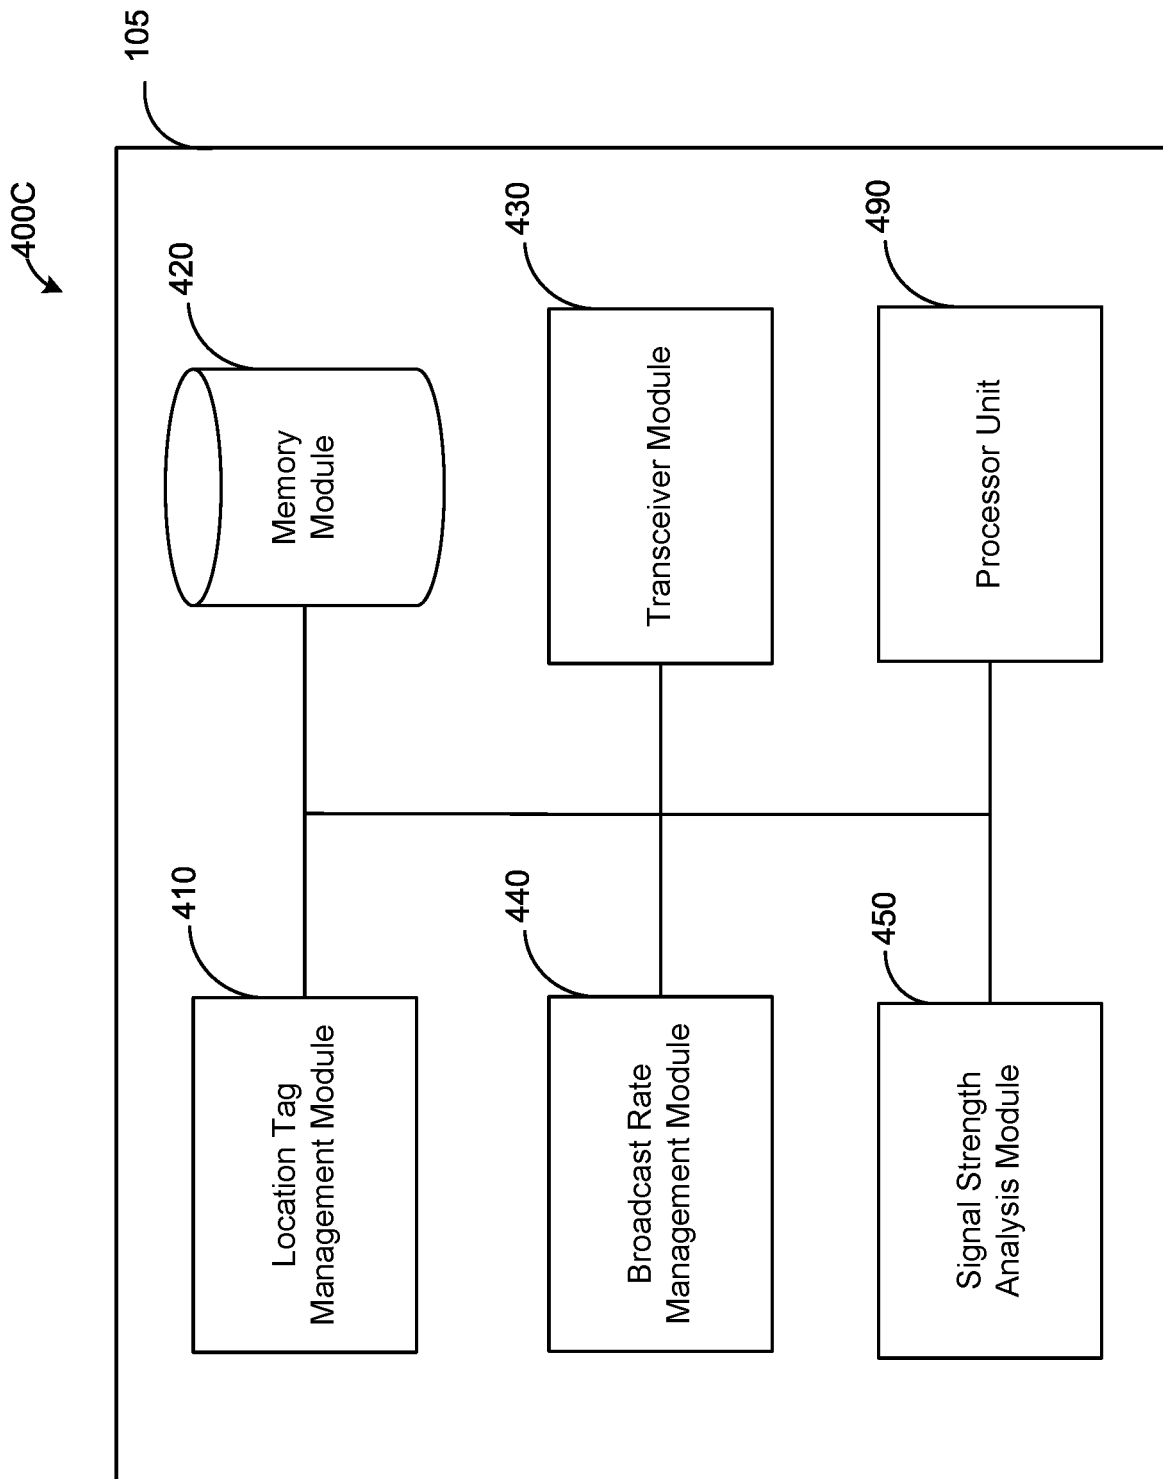 400C
105
410
Location Tag
Management Module
420
Memory
Module
440
Broadcast Rate
Management Module
430
Transceiver Module
450
Signal Strength
Analysis Module
490
Processor Unit